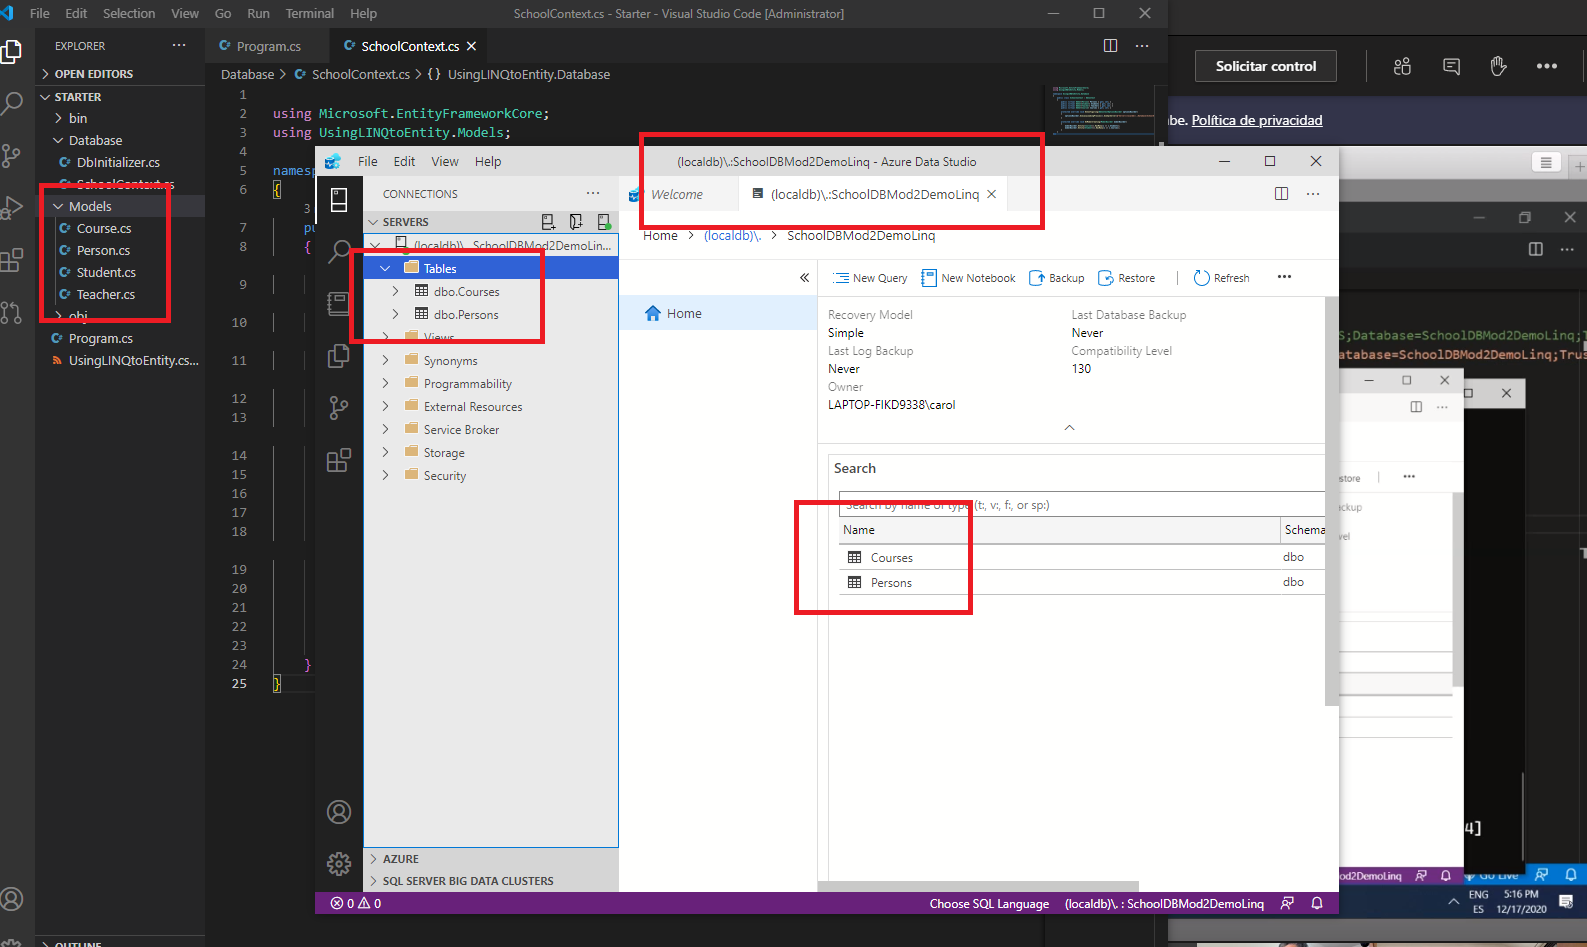 File Edit Selection View Go Run Terminal Help
SchoolContext.cs - Starter - Visual Studio Code [Administrator]
EXPLORER
OPEN EDITORS
STARTER
bin
Database
DbInitializer.cs
SchoolContext.cs
Models
Course.cs
Person.cs
Student.cs
Teacher.cs
obj
Program.cs
UsingLINQtoEntity.cs...
OUTLINE
Program.cs
SchoolContext.cs
Database > SchoolContext.cs > {} UsingLINQtoEntity.Database
1
2 using Microsoft.EntityFrameworkCore;
3 using UsingLINQtoEntity.Models;
4
5 namesp
6 {
3
7 pu
8 {
9
10
11
12
13
14
15
16
17
18
19
20
21
22
23
24 }
25 }
File Edit View Help
(localdb)\.:SchoolDBMod2DemoLinq - Azure Data Studio
CONNECTIONS
SERVERS
(localdb)\. SchoolDBMod2DemoLin...
Tables
dbo.Courses
dbo.Persons
Views
Synonyms
Programmability
External Resources
Service Broker
Storage
Security
AZURE
SQL SERVER BIG DATA CLUSTERS
Welcome
(localdb)\.:SchoolDBMod2DemoLinq
Home > (localdb)\. > SchoolDBMod2DemoLinq
Home
New Query New Notebook Backup Restore Refresh
Recovery Model
Simple
Last Log Backup
Never
Owner
LAPTOP-FIKD9338\carol
Last Database Backup
Never
Compatibility Level
130
Search
Search by name of type (t:, v:, f:, or sp:)
Name Schema
Courses dbo
Persons dbo
0 0
Choose SQL Language (localdb)\. : SchoolDBMod2DemoLinq
Solicitar control
be. Política de privacidad
S;Database=SchoolDBMod2DemoLinq;
atabase=SchoolDBMod2DemoLinq;Trus
store
ckup
vel
4]
od2DemoLinq
Go Live
ENG 5:16 PM
ES 12/17/2020